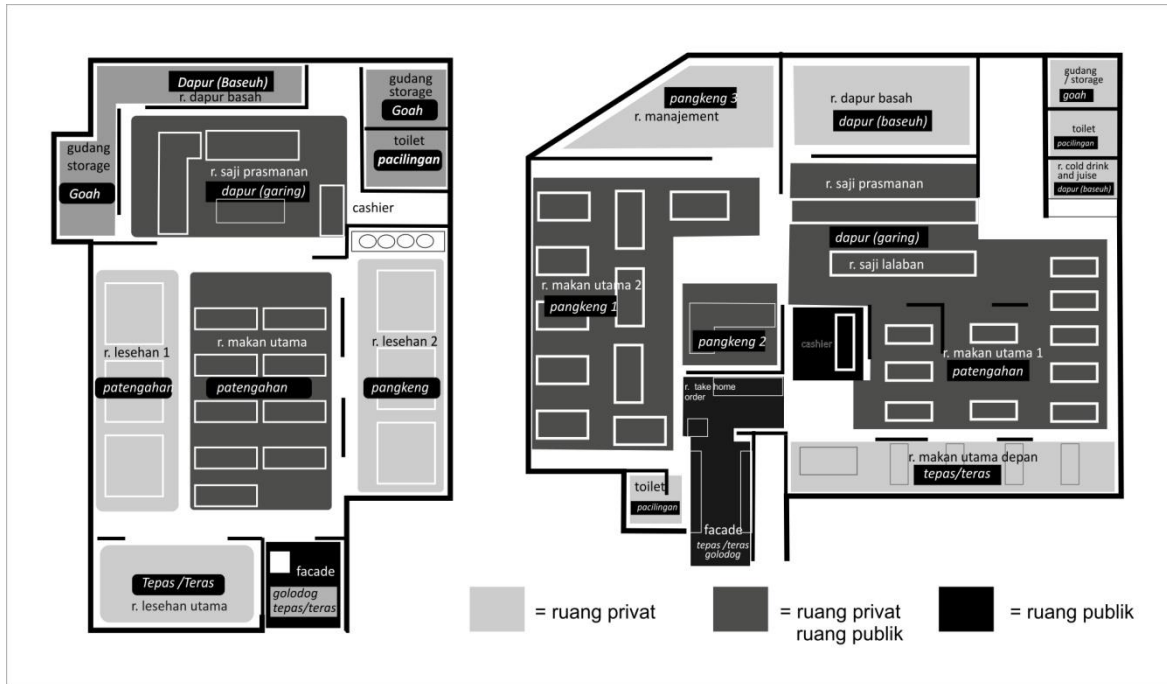 Dapur (Baseuh)
r. dapur basah
gudang
storage
Goah
gudang
storage
Goah
toilet
pacilingan
r. saji prasmanan
dapur (garing)
cashier
r. lesehan 1
patengahan
r. makan utama
patengahan
r. lesehan 2
pangkeng
Tepas /Teras
r. lesehan utama
facade
golodog
tepas/teras
pangkeng 3
r. manajement
r. dapur basah
dapur (baseuh)
gudang
/ storage
goah
toilet
pacilingan
r. cold drink
and juise
dapur (baseuh)
r. saji prasmanan
dapur (garing)
r. saji lalaban
r. makan utama 2
pangkeng 1
pangkeng 2
cashier
r. makan utama 1
patengahan
r. take home
order
r. makan utama depan
tepas/teras
toilet
pacilingan
facade
tepas /teras
golodog
= ruang privat
= ruang privat
ruang publik
= ruang publik